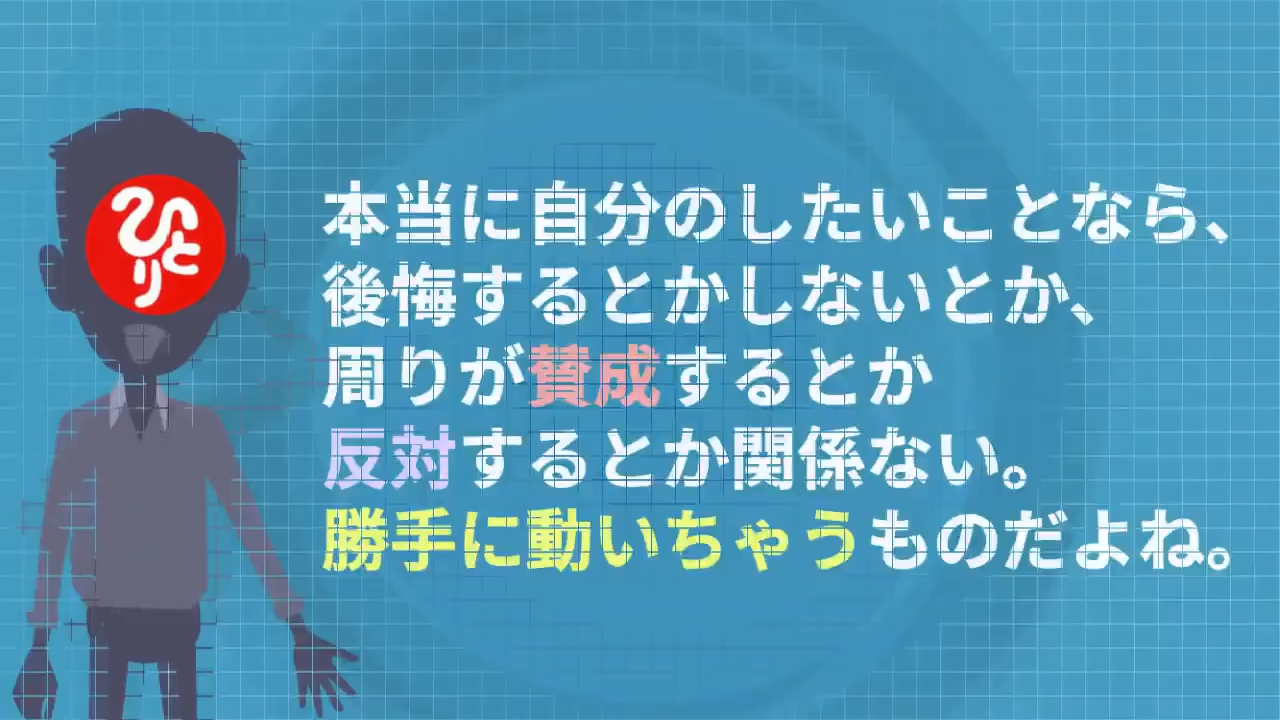 ひとり
本当に自分のしたいことなら、
後悔するとかしないとか、
周りが賛成するとか
反対するとか関係ない。
勝手に動いちゃうものだよね。